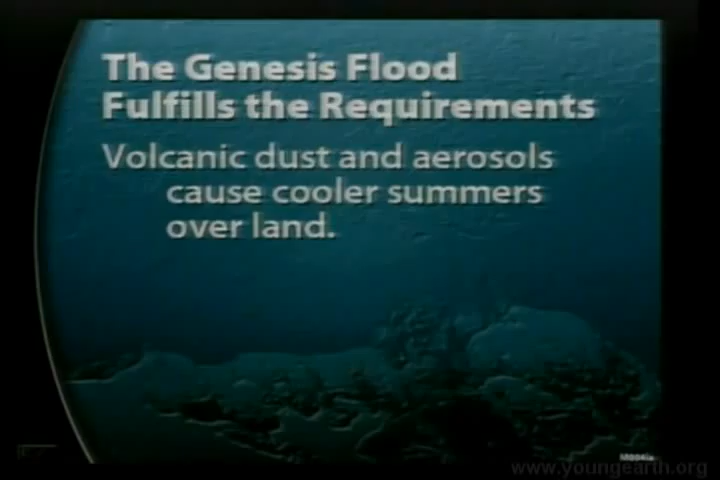 The Genesis Flood
Fulfills the Requirements
Volcanic dust and aerosols
cause cooler summers
over land.
www.youngearth.org